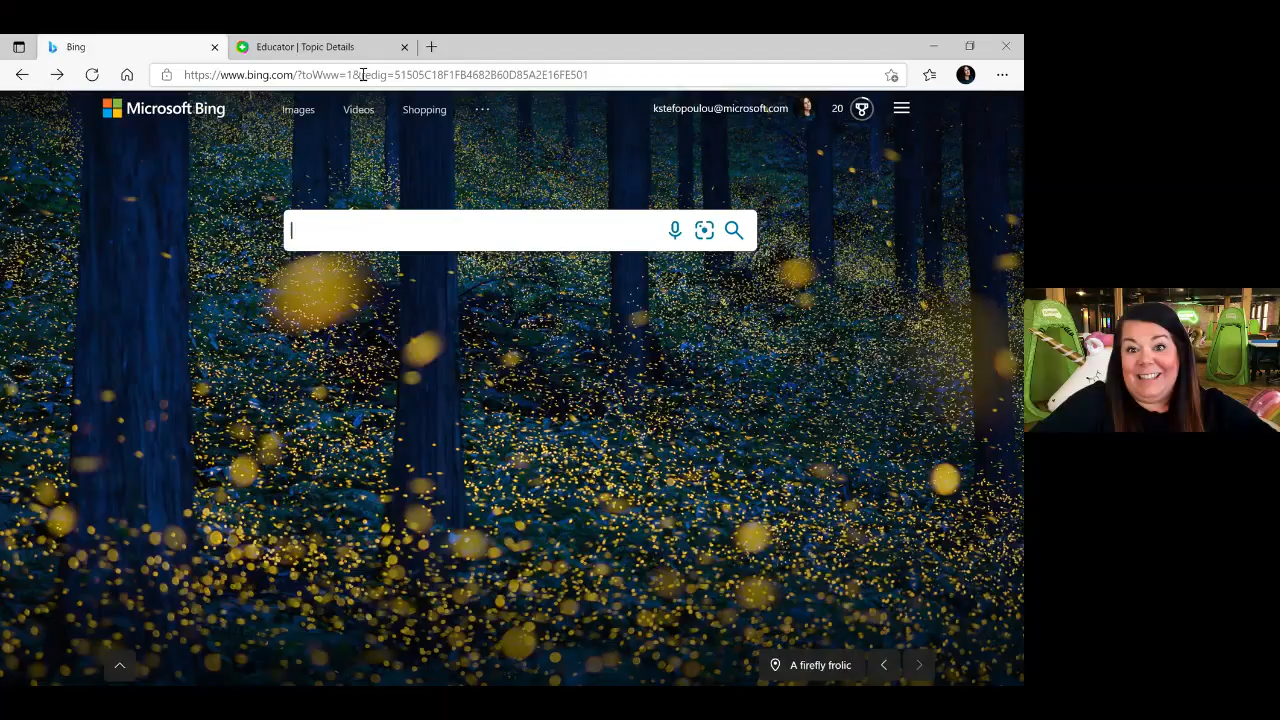 Bing
Educator | Topic Details
https://www.bing.com/?toWww=1&redig=51505C18F1FB4682B60D85A2E16FE501
Microsoft Bing
Images
Videos
Shopping
kstefopoulou@microsoft.com
20
A firefly frolic